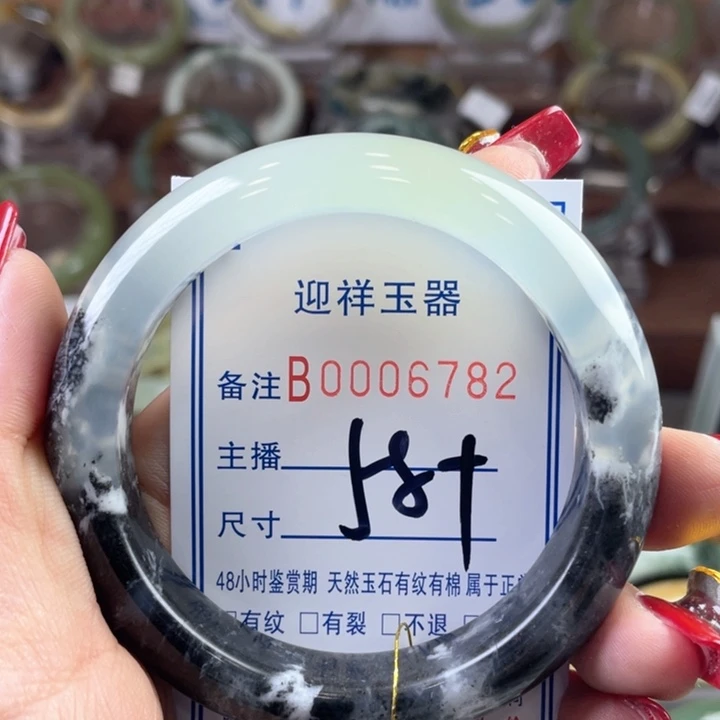 迎祥玉器
备注B0006782
主播
尺寸 58+
48小时鉴赏期 天然玉石有纹有棉 属于正
□有纹 □有裂 □不退